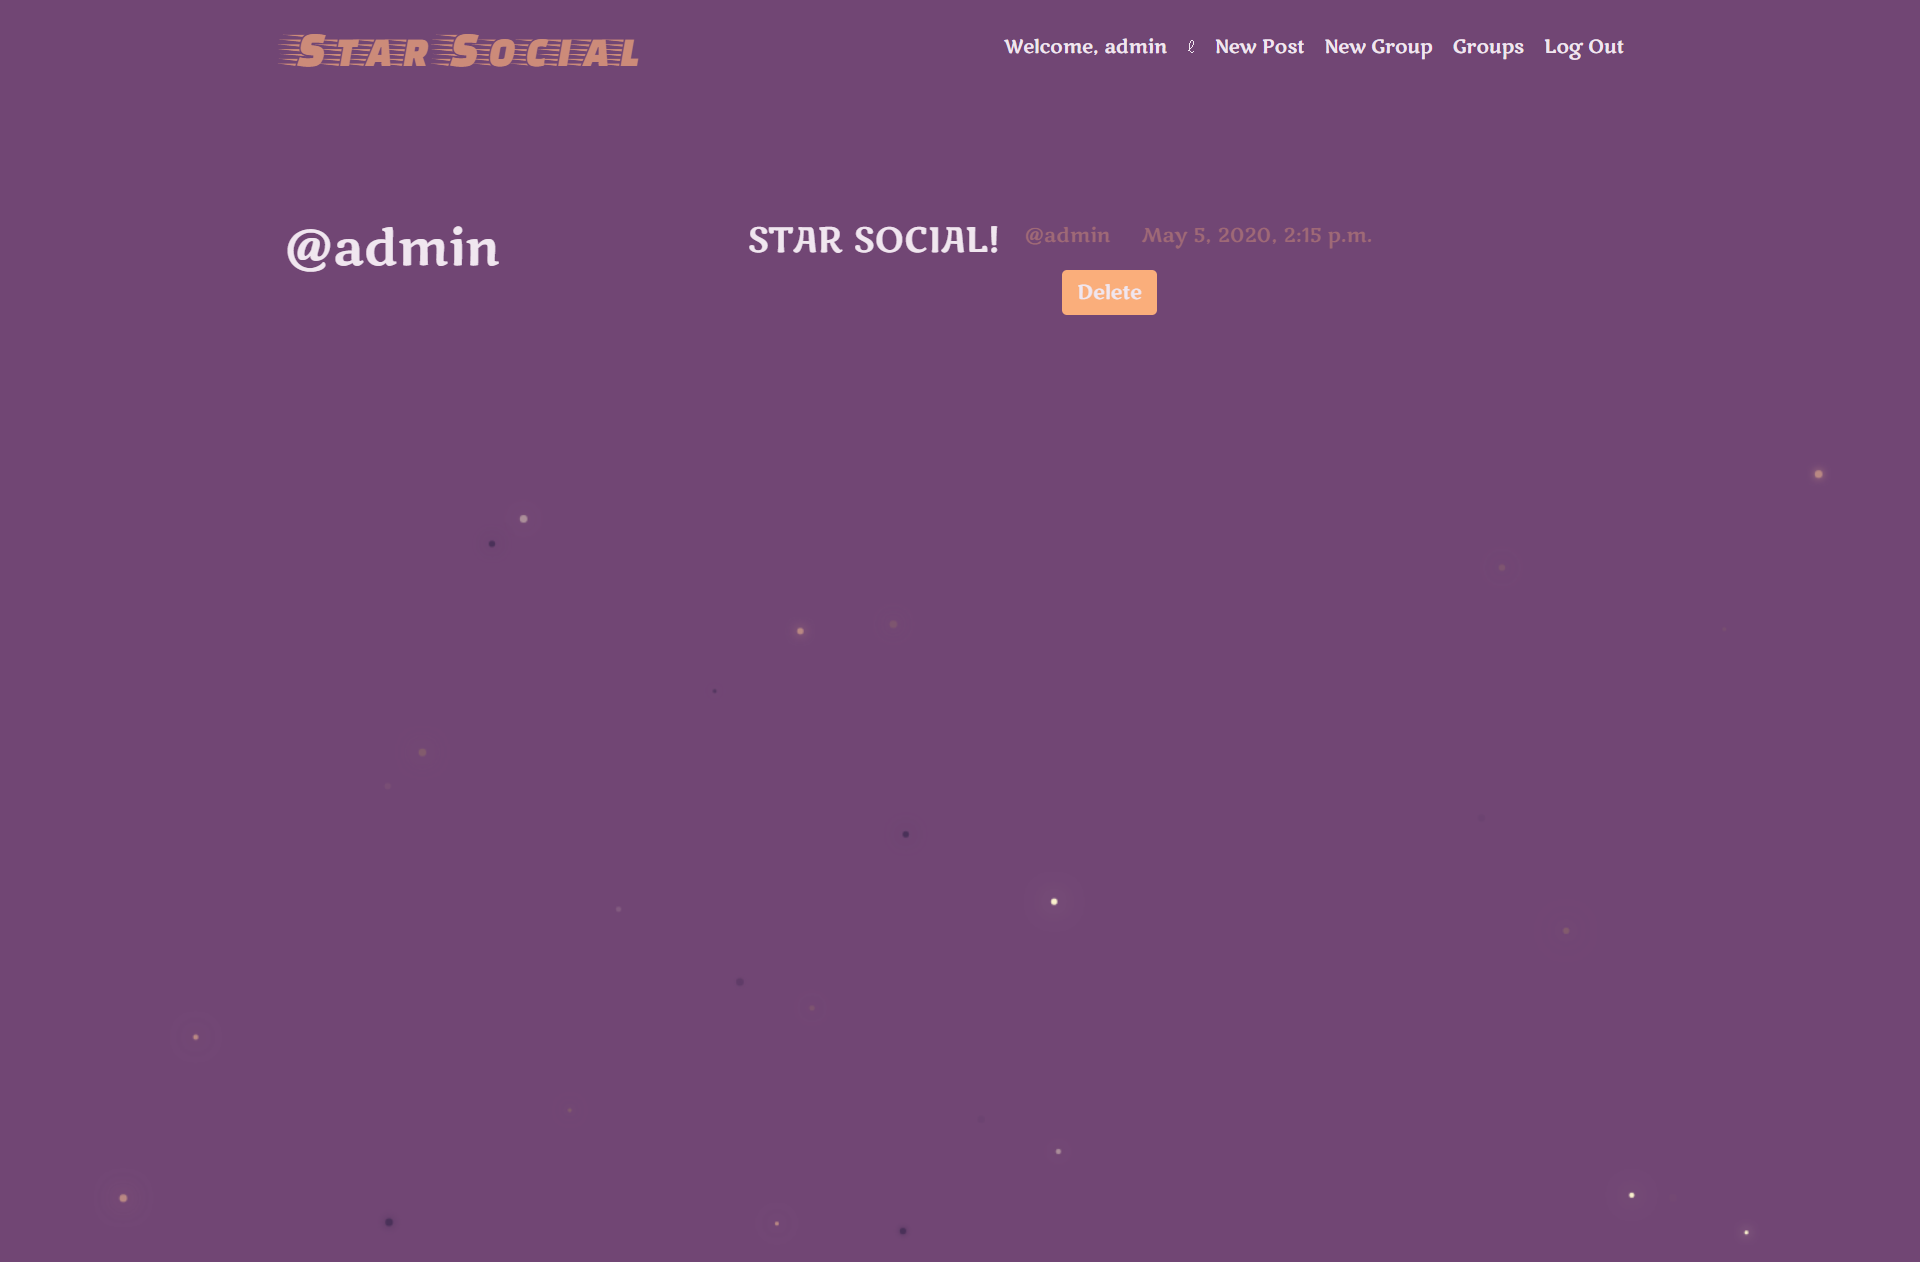 STAR SOCIAL
Welcome, admin ℓ New Post New Group Groups Log Out
@admin
STAR SOCIAL! @admin May 5, 2020, 2:15 p.m.
Delete